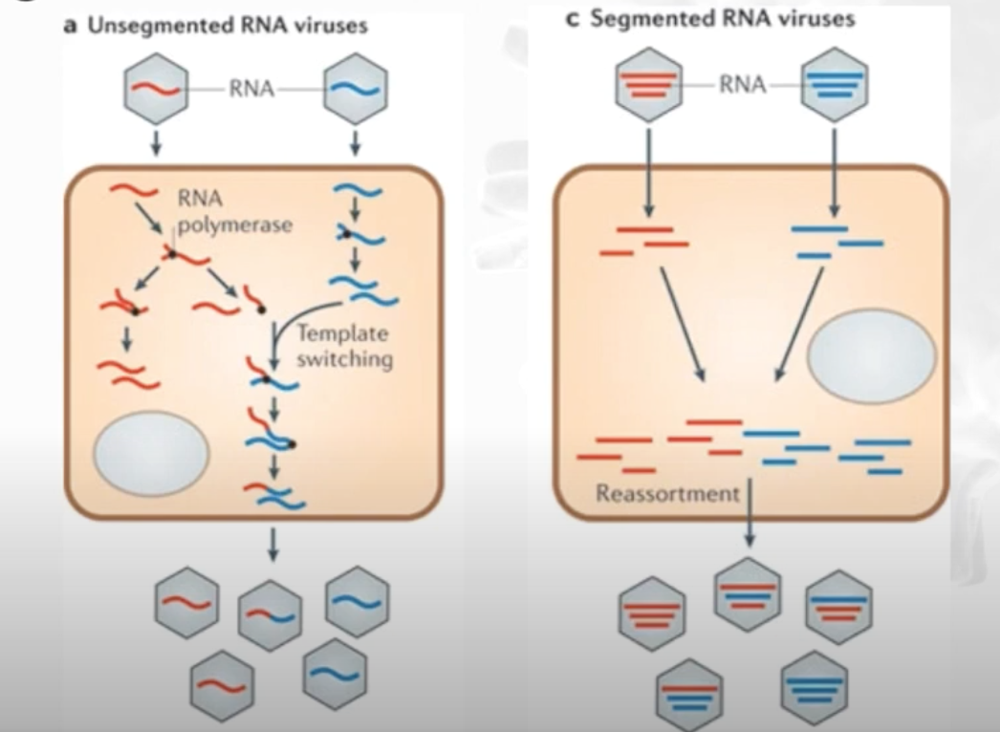 a Unsegmented RNA viruses
RNA
RNA
polymerase
Template
switching
c Segmented RNA viruses
RNA
Reassortment